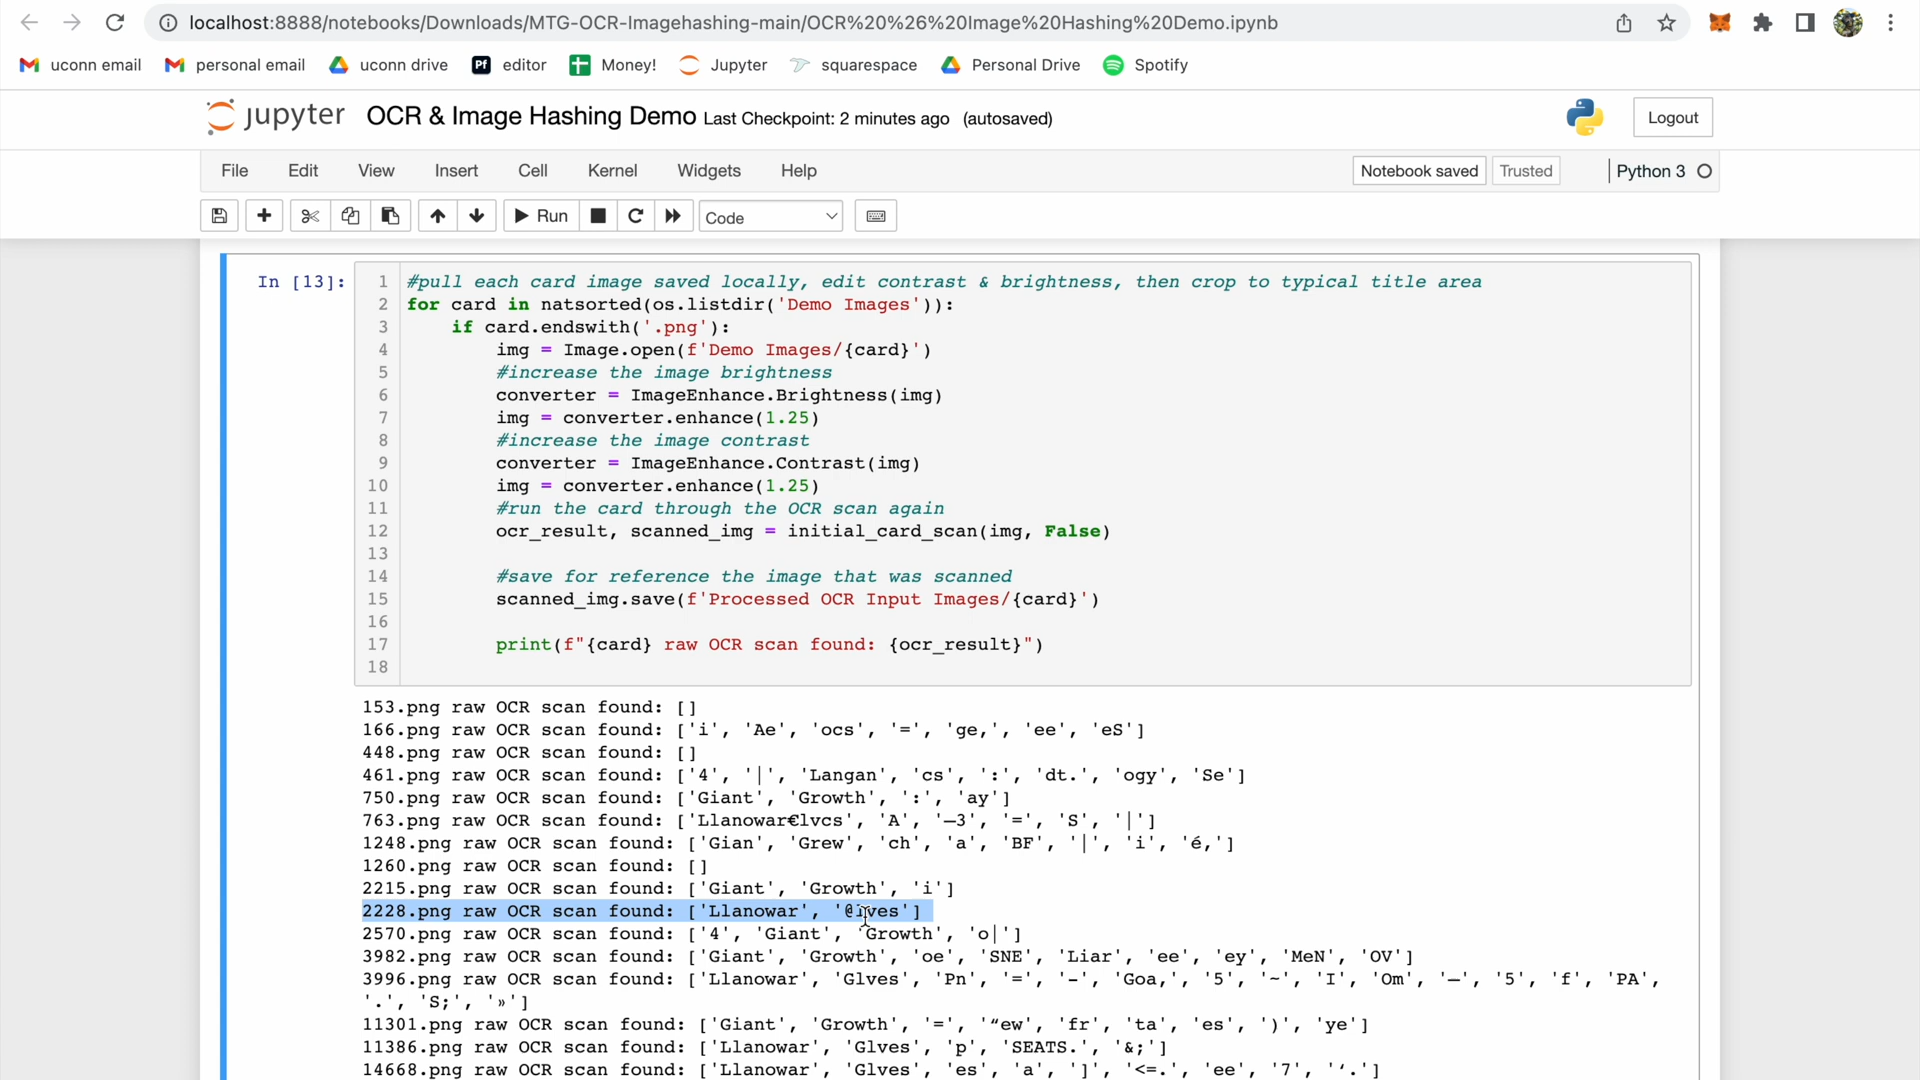 localhost:8888/notebooks/Downloads/MTG-OCR-Imagehashing-main/OCR%20%26%20Image%20Hashing%20Demo.ipynb
uconn email personal email uconn drive Pf editor Money! Jupyter squarespace Personal Drive Spotify
jupyter OCR & Image Hashing Demo Last Checkpoint: 2 minutes ago (autosaved) Logout
File Edit View Insert Cell Kernel Widgets Help Notebook saved Trusted Python 3
Run Code
In [13]: 1 #pull each card image saved locally, edit contrast & brightness, then crop to typical title area
2 for card in natsorted(os.listdir('Demo Images')):
3 if card.endswith('.png'):
4 img = Image.open(f'Demo Images/{card}')
5 #increase the image brightness
6 converter = ImageEnhance.Brightness(img)
7 img = converter.enhance(1.25)
8 #increase the image contrast
9 converter = ImageEnhance.Contrast(img)
10 img = converter.enhance(1.25)
11 #run the card through the OCR scan again
12 ocr_result, scanned_img = initial_card_scan(img, False)
13
14 #save for reference the image that was scanned
15 scanned_img.save(f'Processed OCR Input Images/{card}')
16
17 print(f"{card} raw OCR scan found: {ocr_result}")
18
153.png raw OCR scan found: []
166.png raw OCR scan found: ['i', 'Ae', 'ocs', '=', 'ge,', 'ee', 'eS']
448.png raw OCR scan found: []
461.png raw OCR scan found: ['4', '|', 'Langan', 'cs', ':', 'dt.', 'ogy', 'Se']
750.png raw OCR scan found: ['Giant', 'Growth', ':', 'ay']
763.png raw OCR scan found: ['Llanowar€lvcs', 'A', '—3', '=', 'S', '|']
1248.png raw OCR scan found: ['Gian', 'Grew', 'ch', 'a', 'BF', '|', 'i', 'é,']
1260.png raw OCR scan found: []
2215.png raw OCR scan found: ['Giant', 'Growth', 'i']
2228.png raw OCR scan found: ['Llanowar', '@lves']
2570.png raw OCR scan found: ['4', 'Giant', 'Growth', 'o|']
3982.png raw OCR scan found: ['Giant', 'Growth', 'oe', 'SNE', 'Liar', 'ee', 'ey', 'MeN', 'OV']
3996.png raw OCR scan found: ['Llanowar', 'Glves', 'Pn', '=', '-', 'Goa,', '5', '~', 'I', 'Om', '—', '5', 'f', 'PA',
'.', 'S;', '»']
11301.png raw OCR scan found: ['Giant', 'Growth', '=', '“ew', 'fr', 'ta', 'es', ')', 'ye']
11386.png raw OCR scan found: ['Llanowar', 'Glves', 'p', 'SEATS.', '&;']
14668.png raw OCR scan found: ['Llanowar', 'Glves', 'es', 'a', ']', '<=.', 'ee', '7', '‘.']